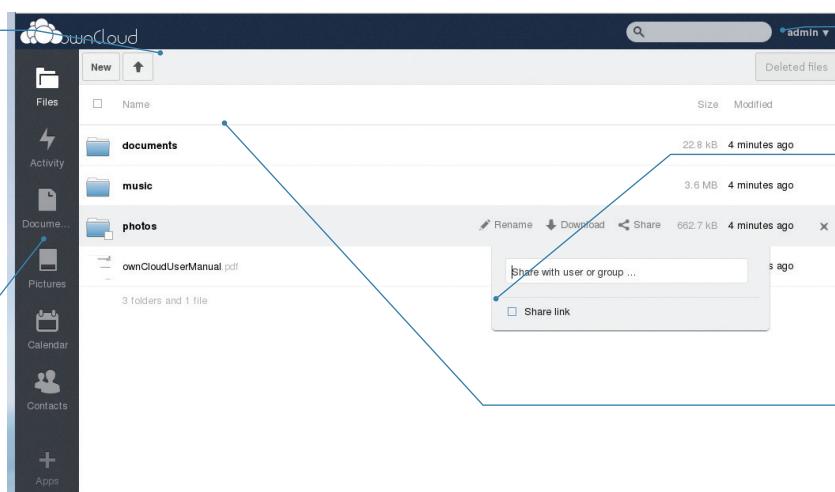 ownCloud
admin
New
Deleted files
Files
Name Size Modified
documents 22.8 kB 4 minutes ago
Activity
music 3.6 MB 4 minutes ago
Docume...
photos Rename Download Share 662.7 kB 4 minutes ago
ownCloudUserManual.pdf s ago
Share with user or group ...
Pictures
3 folders and 1 file
Share link
Calendar
Contacts
Apps